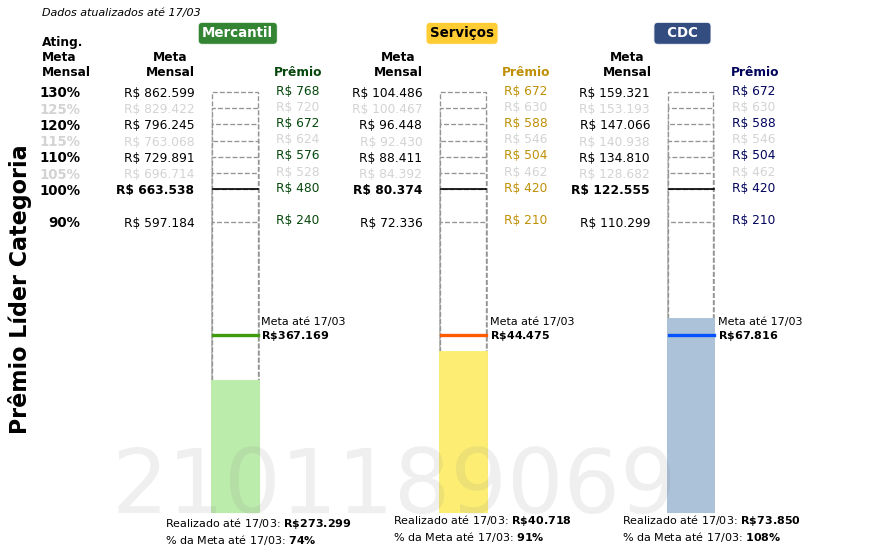 Dados atualizados até 17/03
Mercantil Serviços CDC
Ating. Meta Mensal Meta Mensal Prêmio Meta Mensal Prêmio Meta Mensal Prêmio
130% R$ 862.599 R$ 768 R$ 104.486 R$ 672 R$ 159.321 R$ 672
125% R$ 829.422 R$ 720 R$ 100.467 R$ 630 R$ 153.193 R$ 630
120% R$ 796.245 R$ 672 R$ 96.448 R$ 588 R$ 147.066 R$ 588
115% R$ 763.068 R$ 624 R$ 92.430 R$ 546 R$ 140.938 R$ 546
110% R$ 729.891 R$ 576 R$ 88.411 R$ 504 R$ 134.810 R$ 504
105% R$ 696.714 R$ 528 R$ 84.392 R$ 462 R$ 128.682 R$ 462
100% R$ 663.538 R$ 480 R$ 80.374 R$ 420 R$ 122.555 R$ 420
90% R$ 597.184 R$ 240 R$ 72.336 R$ 210 R$ 110.299 R$ 210
Prêmio Líder Categoria
Meta até 17/03 Meta até 17/03 Meta até 17/03
R$367.169 R$44.475 R$67.816
2101189069
Realizado até 17/03: R$273.299 Realizado até 17/03: R$40.718 Realizado até 17/03: R$73.850
% da Meta até 17/03: 74% % da Meta até 17/03: 91% % da Meta até 17/03: 108%